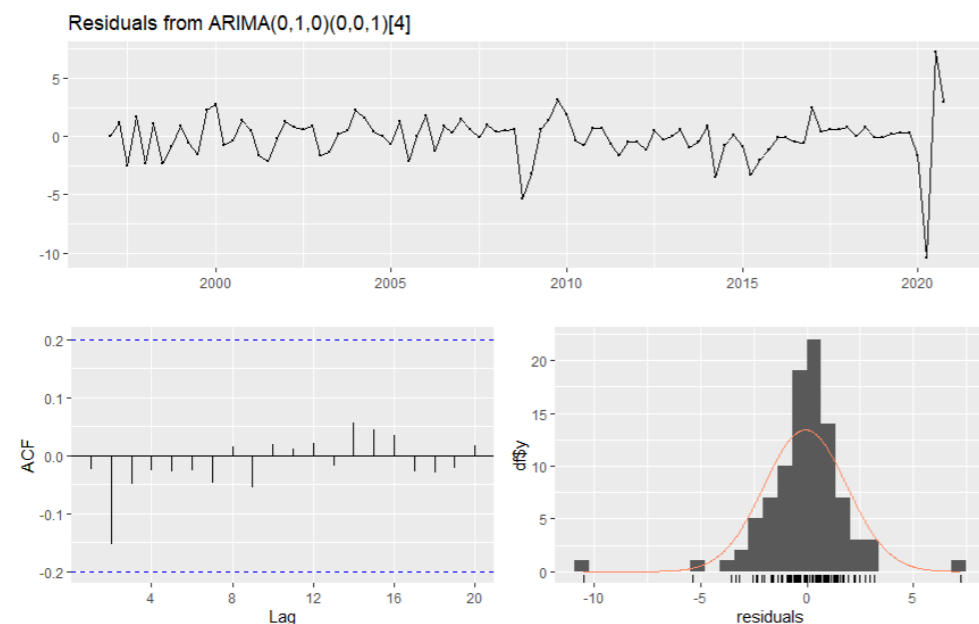 Residuals from ARIMA(0,1,0)(0,0,1)[4]
5
0
-5
-10
2000 2005 2010 2015 2020
0.2
0.1
0.0
-0.1
-0.2
ACF
4 8 12 16 20
Lag
20
15
10
5
0
df$y
-10 -5 0 5
residuals